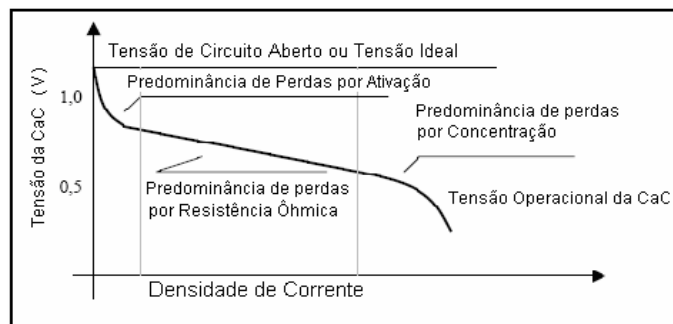 Tensão de Circuito Aberto ou Tensão Ideal
Predominância de Perdas por Ativação
Tensão da CaC (V)
1,0
Predominância de perdas
por Concentração
0,5
Predominância de perdas
por Resistência Ôhmica
Tensão Operacional da CaC
Densidade de Corrente